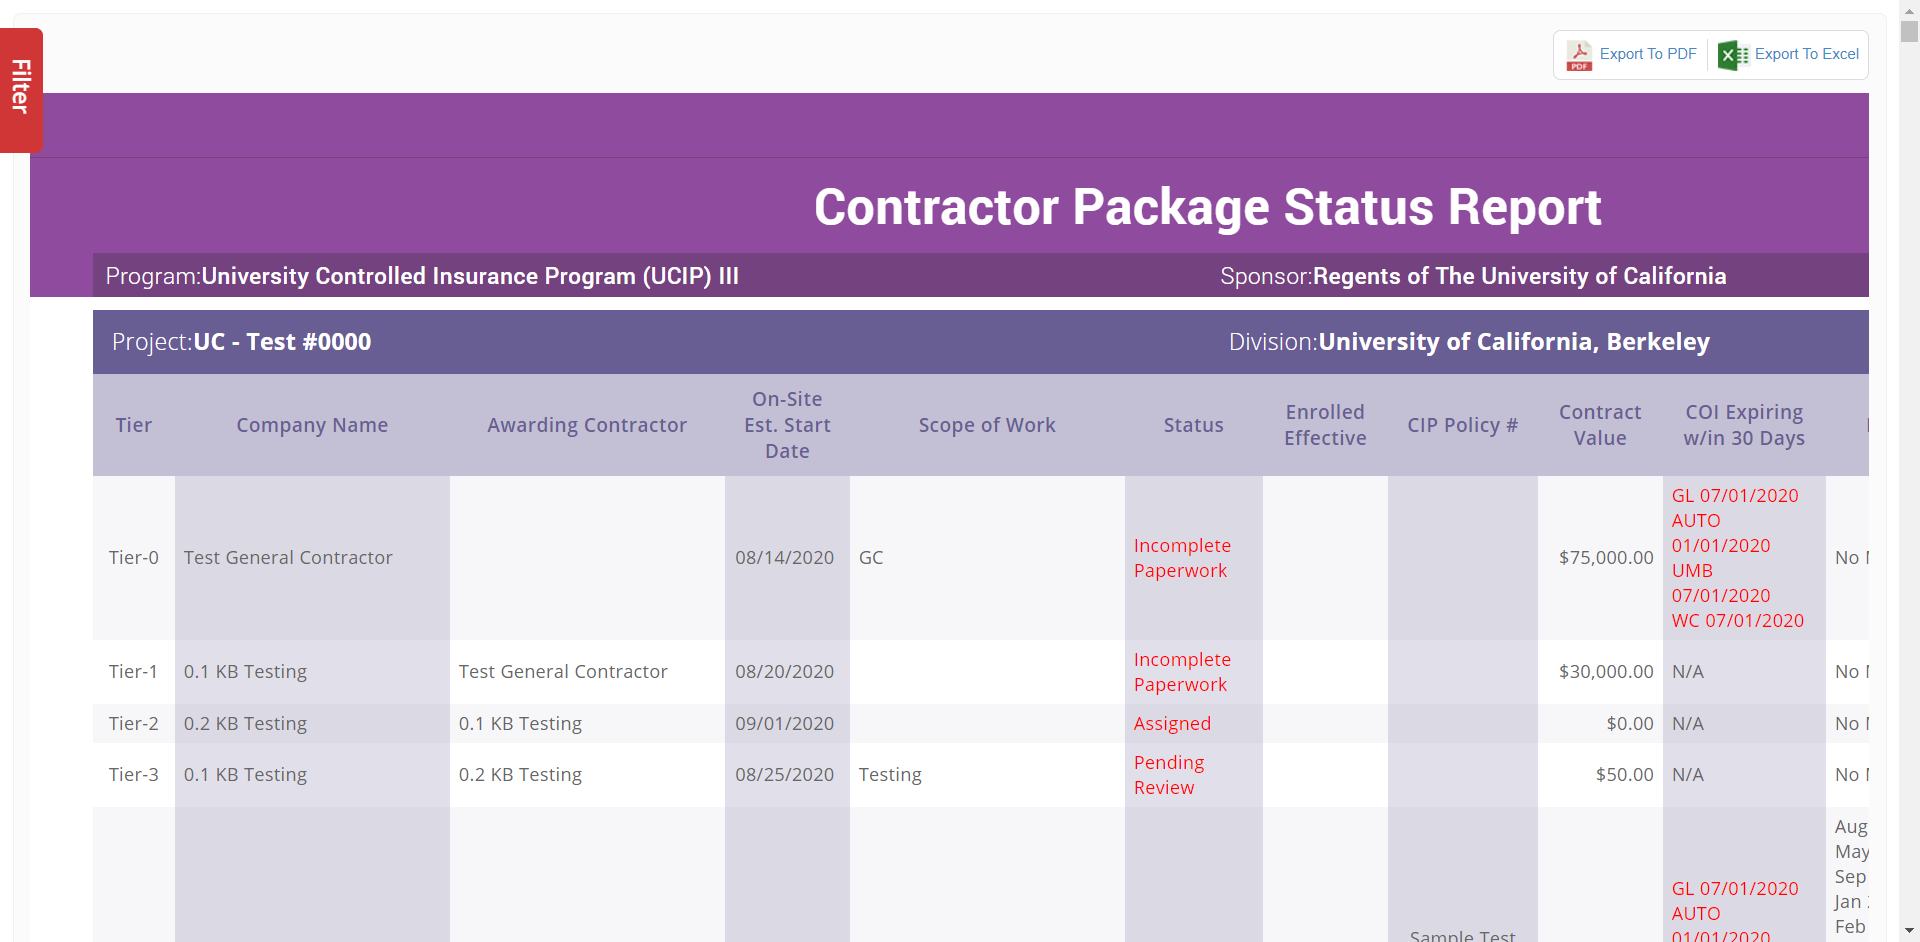 Filter
PDF
Export To PDF
Export To Excel
Contractor Package Status Report
Program:University Controlled Insurance Program (UCIP) III
Sponsor:Regents of The University of California
Project:UC - Test #0000
Division:University of California, Berkeley
Tier
Company Name
Awarding Contractor
On-Site
Est. Start
Date
Scope of Work
Status
Enrolled
Effective
CIP Policy #
Contract
Value
COI Expiring
w/in 30 Days
Tier-0
Test General Contractor
08/14/2020
GC
Incomplete
Paperwork
$75,000.00
GL 07/01/2020
AUTO
01/01/2020
UMB
07/01/2020
WC 07/01/2020
No
Tier-1
0.1 KB Testing
Test General Contractor
08/20/2020
Incomplete
Paperwork
$30,000.00
N/A
No
Tier-2
0.2 KB Testing
0.1 KB Testing
09/01/2020
Assigned
$0.00
N/A
No
Tier-3
0.1 KB Testing
0.2 KB Testing
08/25/2020
Testing
Pending
Review
$50.00
N/A
No
Sample Test
GL 07/01/2020
AUTO
01/01/2020
Aug
May
Sep
Jan
Feb